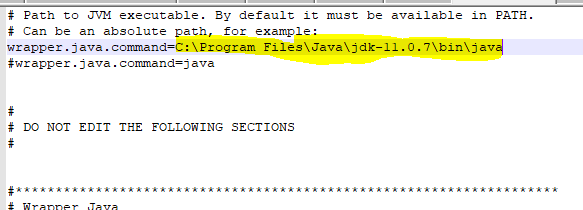 # Path to JVM executable. By default it must be available in PATH.
# Can be an absolute path, for example:
wrapper.java.command=C:\Program Files\Java\jdk-11.0.7\bin\java
#wrapper.java.command=java
#
# DO NOT EDIT THE FOLLOWING SECTIONS
#
#********************************************************************
# Wrapper Java